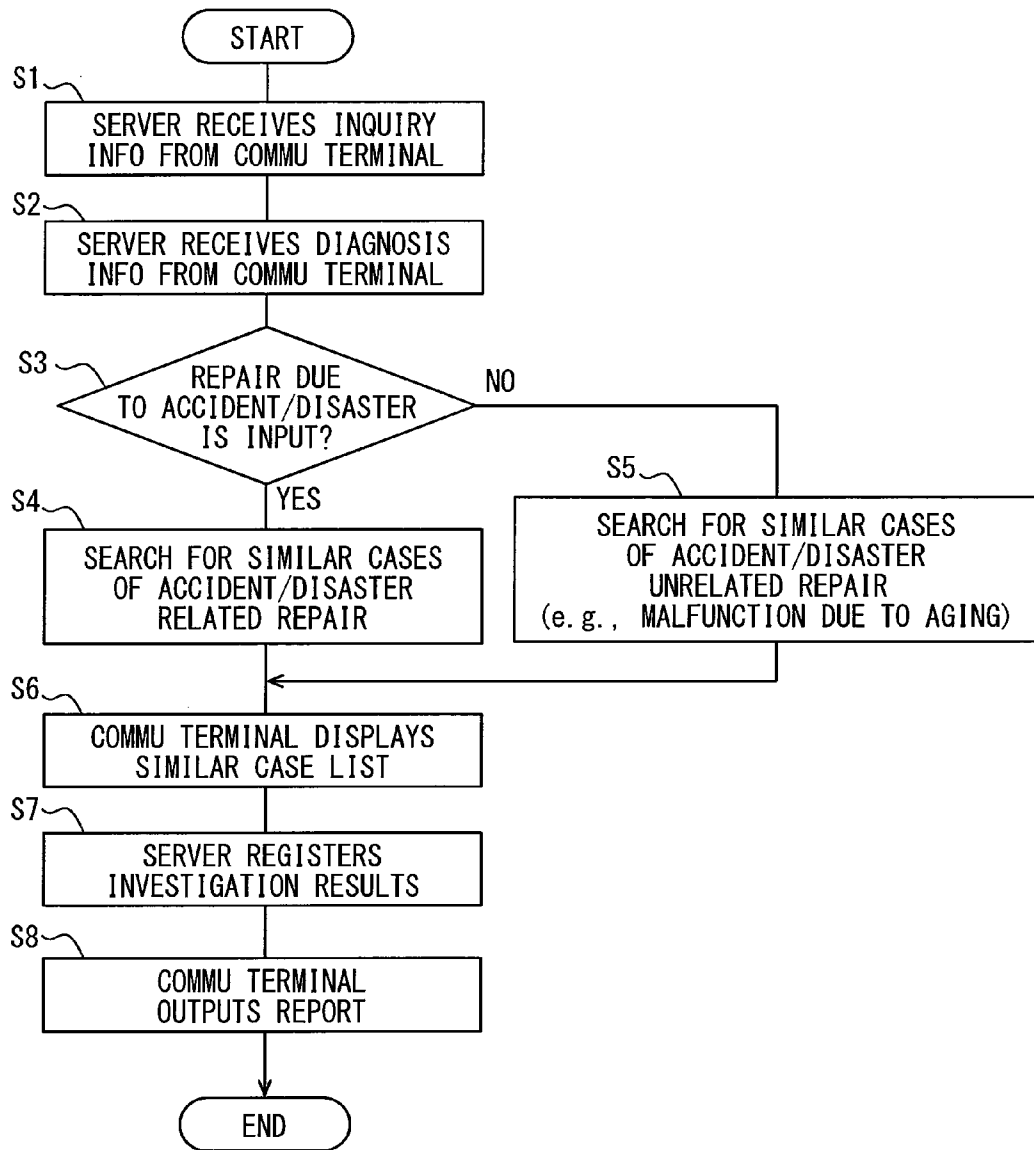 START
S1
SERVER RECEIVES INQUIRY
INFO FROM COMMU TERMINAL
S2
SERVER RECEIVES DIAGNOSIS
INFO FROM COMMU TERMINAL
S3
REPAIR DUE
TO ACCIDENT/DISASTER
IS INPUT?
NO
YES
S4
SEARCH FOR SIMILAR CASES
OF ACCIDENT/DISASTER
RELATED REPAIR
S5
SEARCH FOR SIMILAR CASES
OF ACCIDENT/DISASTER
UNRELATED REPAIR
(e.g., MALFUNCTION DUE TO AGING)
S6
COMMU TERMINAL DISPLAYS
SIMILAR CASE LIST
S7
SERVER REGISTERS
INVESTIGATION RESULTS
S8
COMMU TERMINAL
OUTPUTS REPORT
END